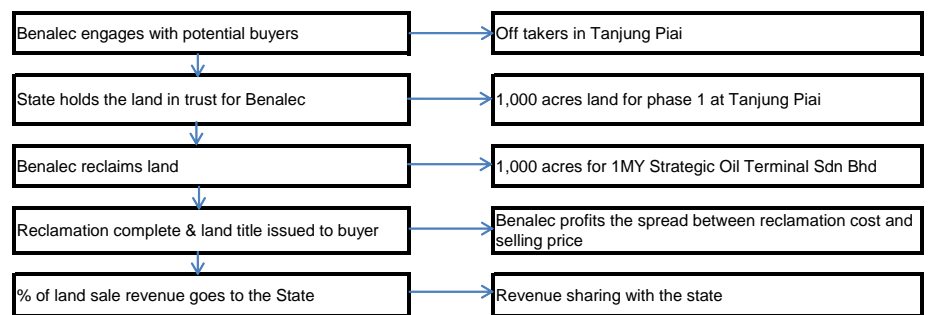 Benalec engages with potential buyers
Off takers in Tanjung Piai
State holds the land in trust for Benalec
1,000 acres land for phase 1 at Tanjung Piai
Benalec reclaims land
1,000 acres for 1MY Strategic Oil Terminal Sdn Bhd
Reclamation complete & land title issued to buyer
Benalec profits the spread between reclamation cost and
selling price
% of land sale revenue goes to the State
Revenue sharing with the state